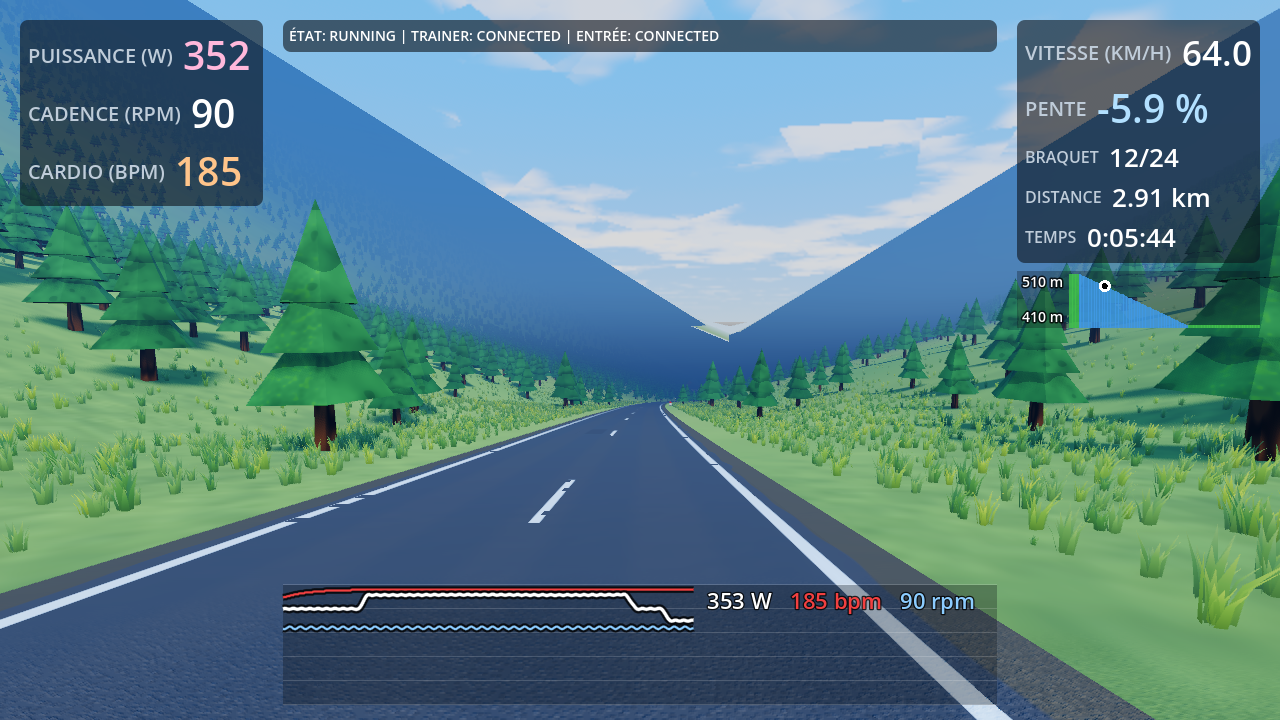 PUISSANCE (W) 352
CADENCE (RPM) 90
CARDIO (BPM) 185
ÉTAT: RUNNING | TRAINER: CONNECTED | ENTRÉE: CONNECTED
VITESSE (KM/H) 64.0
PENTE -5.9 %
BRAQUET 12/24
DISTANCE 2.91 km
TEMPS 0:05:44
510 m
410 m
353 W 185 bpm 90 rpm